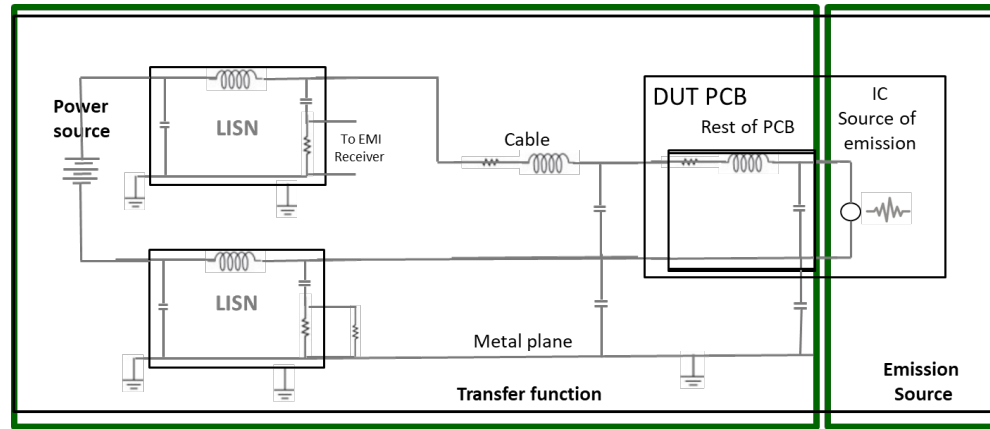 Power
source
LISN
To EMI
Receiver
Cable
DUT PCB
Rest of PCB
IC
Source of
emission
LISN
Metal plane
Transfer function
Emission
Source